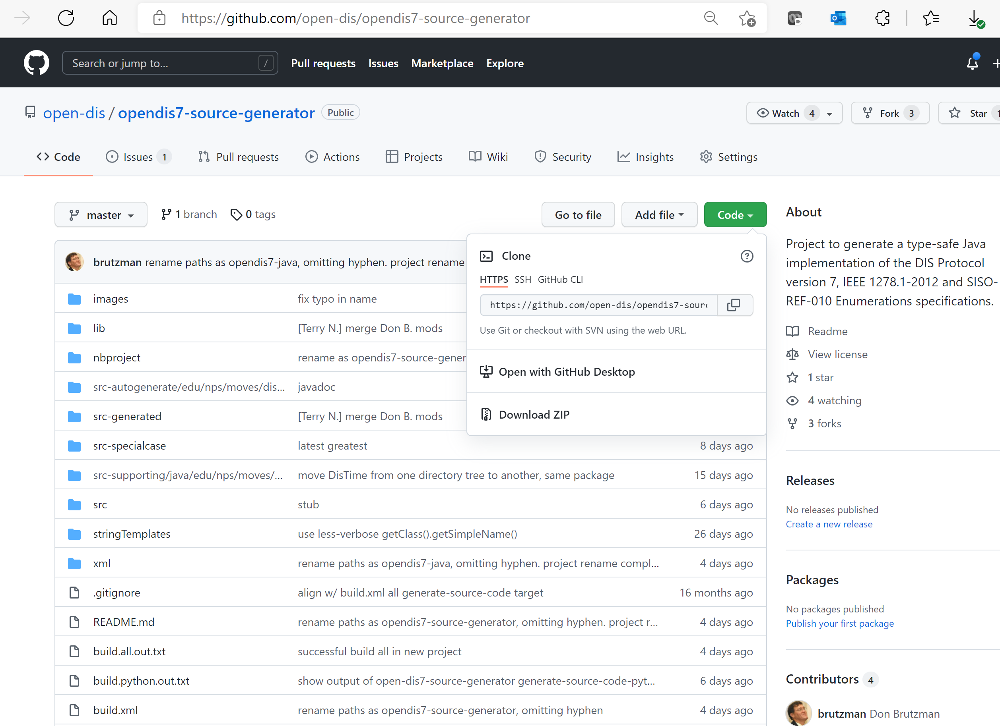 https://github.com/open-dis/opendis7-source-generator
Search or jump to... /
Pull requests Issues Marketplace Explore
open-dis / opendis7-source-generator Public
Watch 4 Fork 3 Star 1
Code Issues 1 Pull requests Actions Projects Wiki Security Insights Settings
master 1 branch 0 tags Go to file Add file Code
brutzman rename paths as opendis7-java, omitting hyphen. project rename
Clone
HTTPS SSH GitHub CLI
https://github.com/open-dis/opendis7-sourc
Use Git or checkout with SVN using the web URL.
Open with GitHub Desktop
Download ZIP
images fix typo in name
lib [Terry N.] merge Don B. mods
nbproject rename as opendis7-source-gener
src-autogenerate/edu/nps/moves/dis... javadoc
src-generated [Terry N.] merge Don B. mods
src-specialcase latest greatest 8 days ago
src-supporting/java/edu/nps/moves/... move DisTime from one directory tree to another, same package 15 days ago
src stub 6 days ago
stringTemplates use less-verbose getClass().getSimpleName() 26 days ago
xml rename paths as opendis7-java, omitting hyphen. project rename compl... 4 days ago
.gitignore align w/ build.xml all generate-source-code target 16 months ago
README.md rename paths as opendis7-source-generator, omitting hyphen. project r... 4 days ago
build.all.out.txt successful build all in new project 4 days ago
build.python.out.txt show output of open-dis7-source-generator generate-source-code-pyt... 6 days ago
build.xml rename paths as opendis7-source-generator, omitting hyphen 4 days ago
About
Project to generate a type-safe Java
implementation of the DIS Protocol
version 7, IEEE 1278.1-2012 and SISO-
REF-010 Enumerations specifications.
Readme
View license
1 star
4 watching
3 forks
Releases
No releases published
Create a new release
Packages
No packages published
Publish your first package
Contributors 4
brutzman Don Brutzman